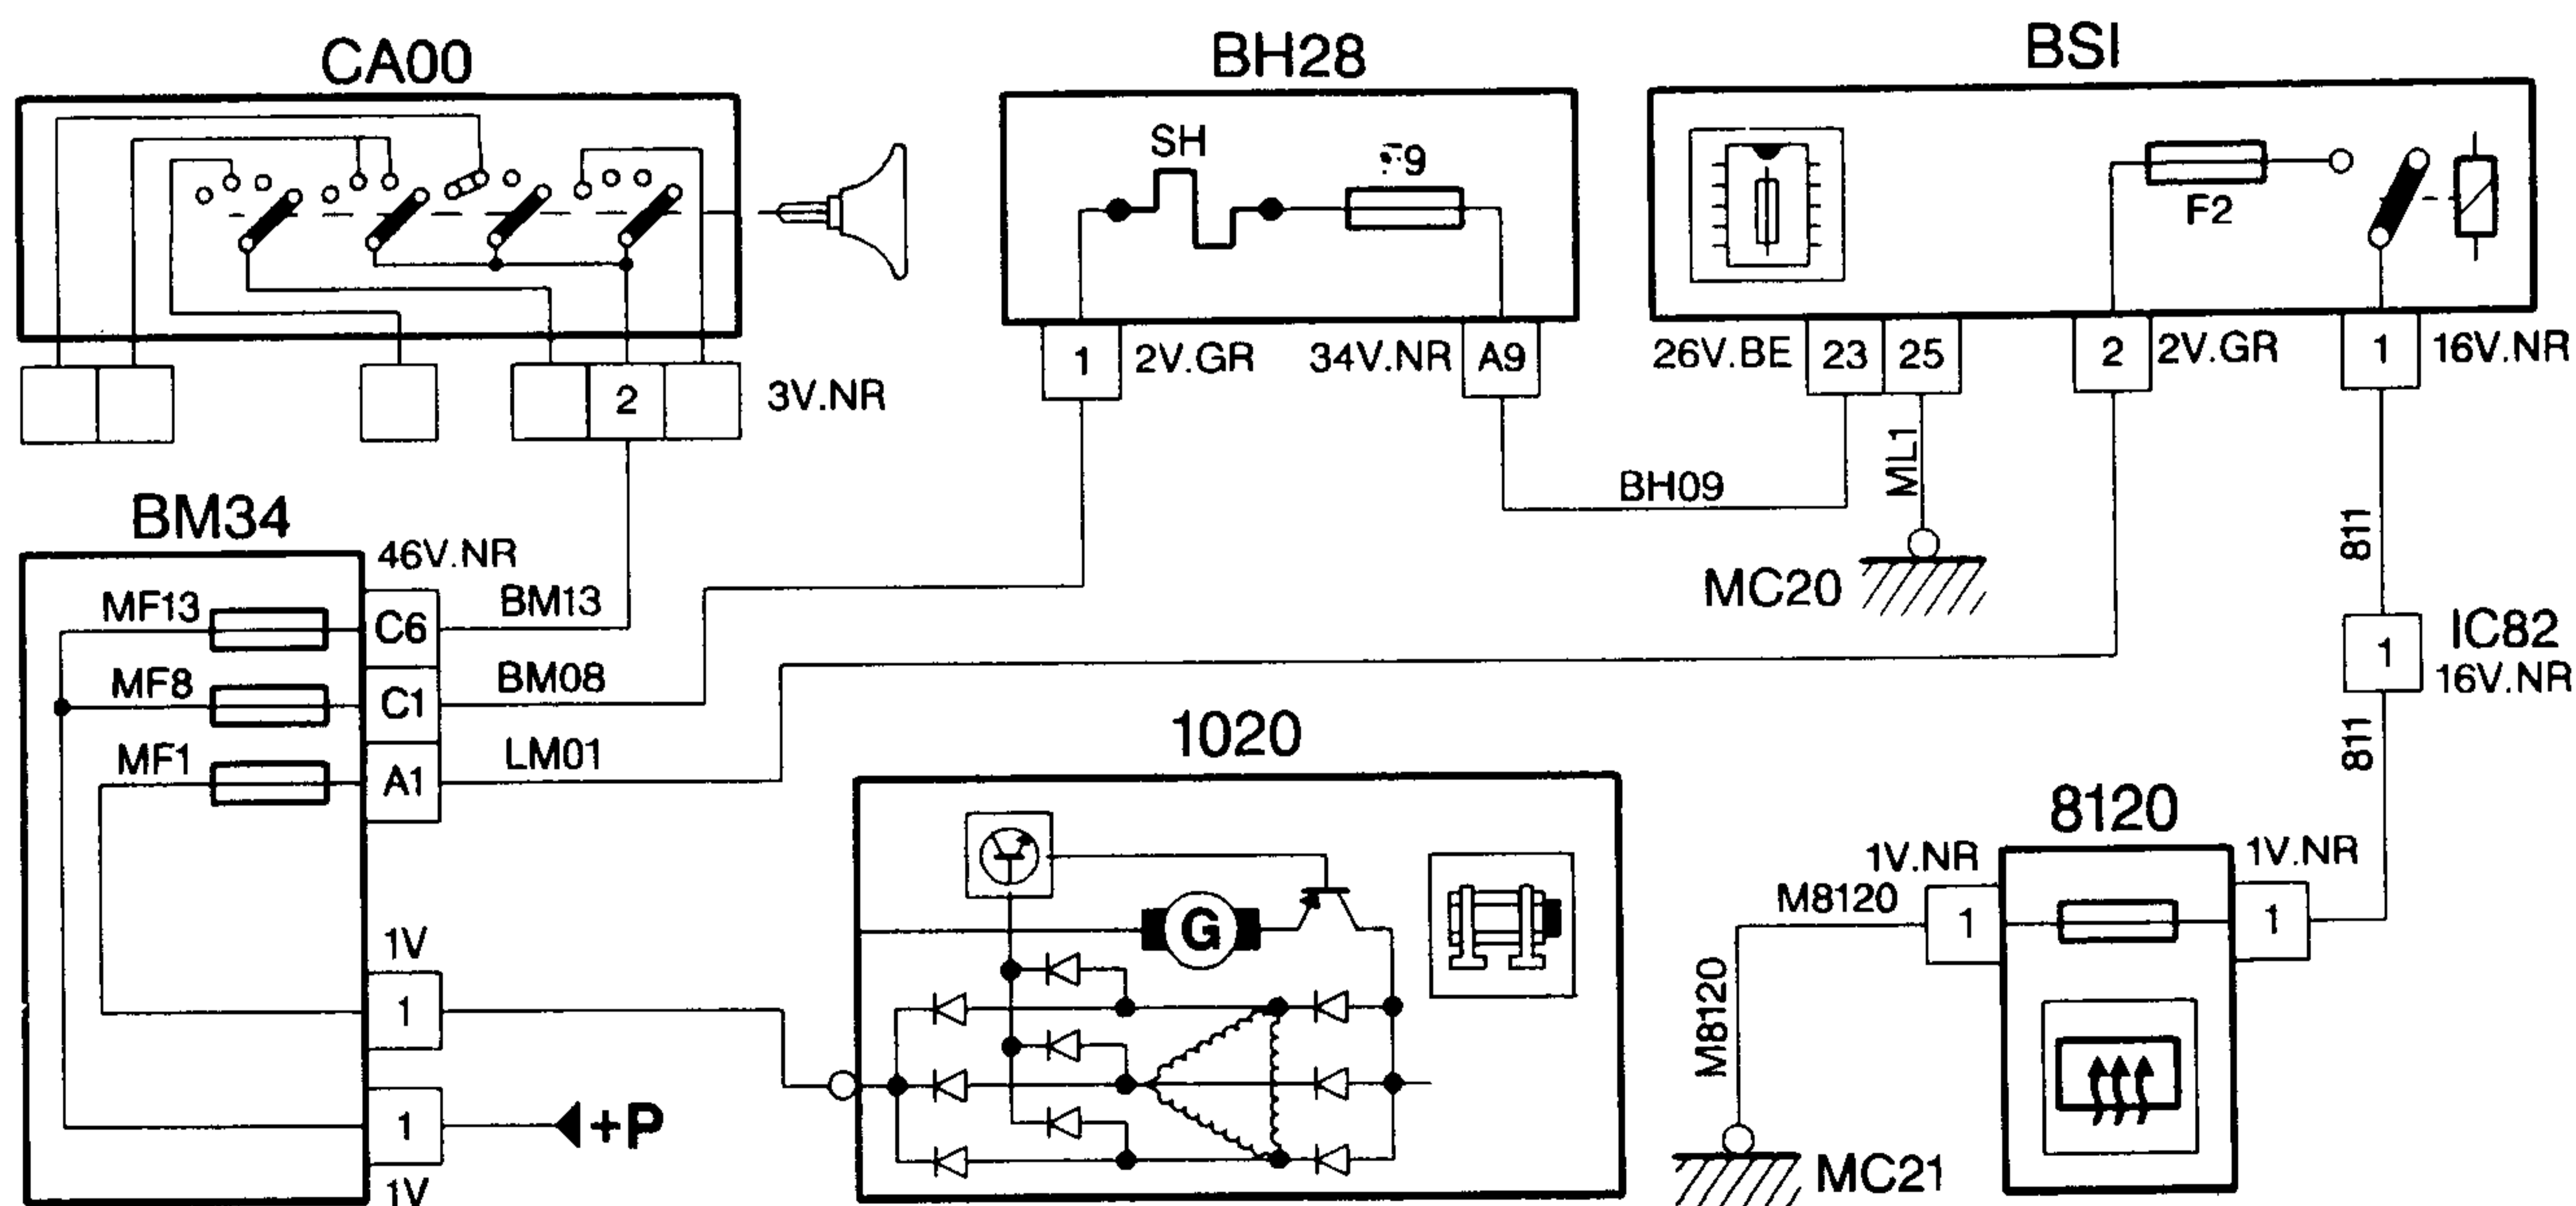 CA00
BH28
BSI
SH
F9
F2
1
2V.GR
34V.NR
A9
26V.BE
23
25
2
2V.GR
1
16V.NR
2
3V.NR
BM34
46V.NR
MF13
C6
BM13
MF8
C1
BM08
MF1
A1
LM01
BH09
ML1
MC20
811
1
IC82
16V.NR
811
1020
G
8120
1V.NR
1V.NR
M8120
1
1
M8120
MC21
1V
1
1
+P
1V